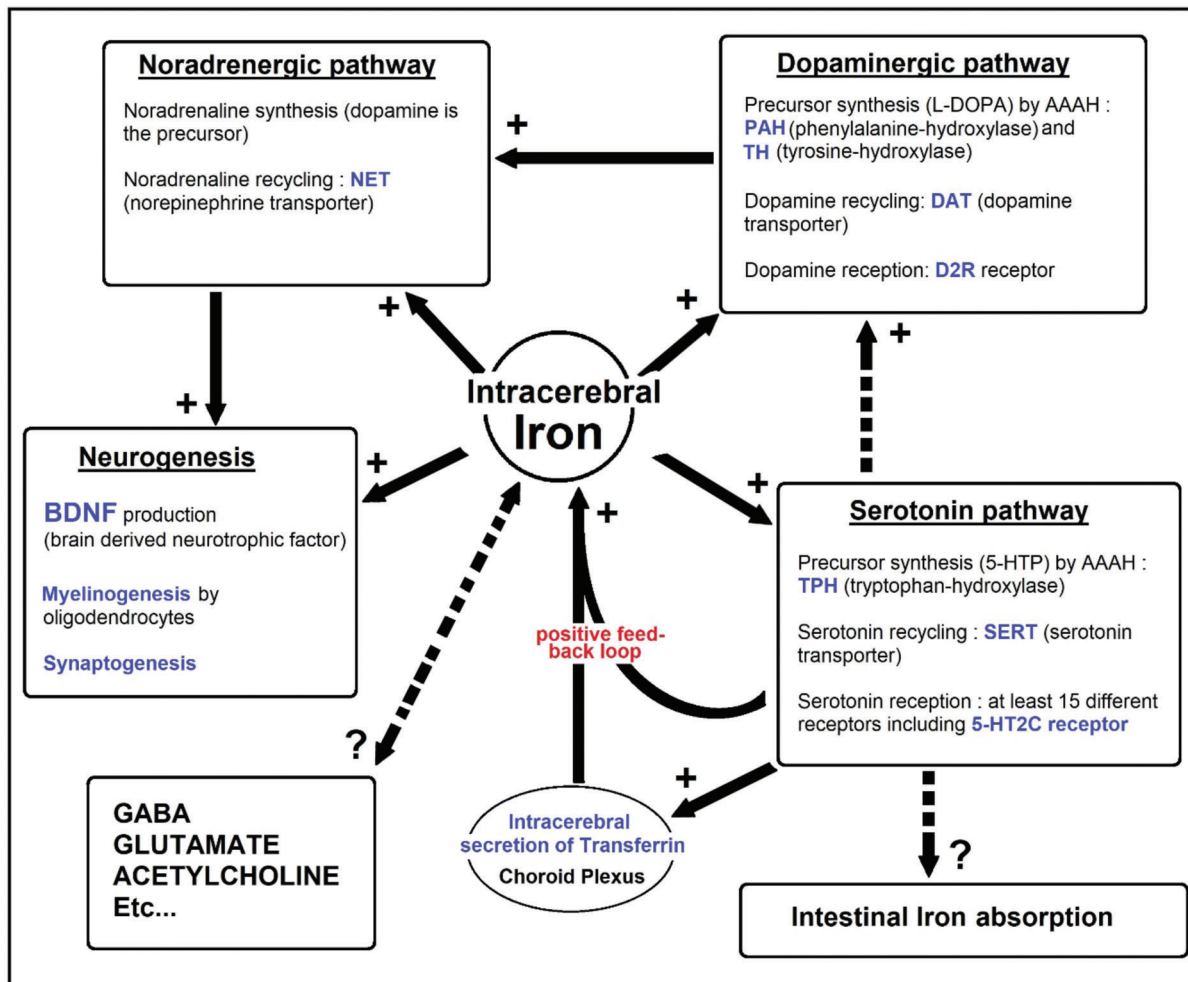 Noradrenergic pathway
Noradrenaline synthesis (dopamine is
the precursor)
Noradrenaline recycling : NET
(norepinephrine transporter)
+
Dopaminergic pathway
Precursor synthesis (L-DOPA) by AAAH :
PAH (phenylalanine-hydroxylase) and
TH (tyrosine-hydroxylase)
Dopamine recycling: DAT (dopamine
transporter)
Dopamine reception: D2R receptor
+
+
+
+
Intracerebral
Iron
Neurogenesis
BDNF production
(brain derived neurotrophic factor)
Myelinogenesis by
oligodendrocytes
Synaptogenesis
+
+
+
positive feed-
back loop
Serotonin pathway
Precursor synthesis (5-HTP) by AAAH :
TPH (tryptophan-hydroxylase)
Serotonin recycling : SERT (serotonin
transporter)
Serotonin reception : at least 15 different
receptors including 5-HT2C receptor
?
GABA
GLUTAMATE
ACETYLCHOLINE
Etc...
+
Intracerebral
secretion of Transferrin
Choroid Plexus
?
Intestinal Iron absorption